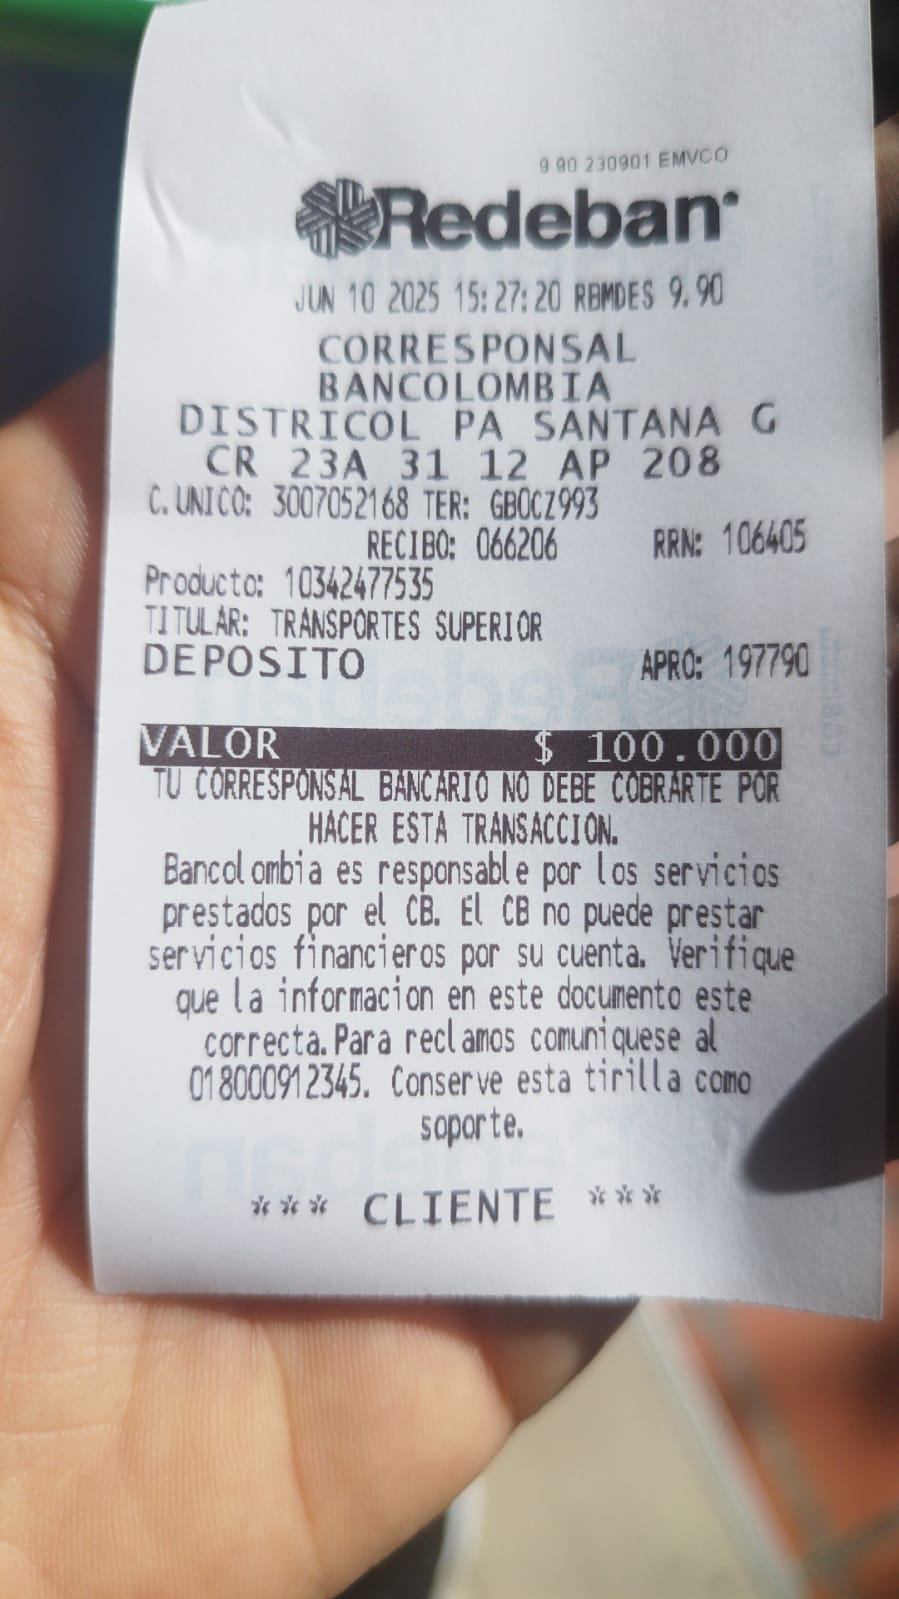 9.90 230901 EMVCO
Redeban
JUN 10 2025 15:27:20 RBMDES 9.90
CORRESPONSAL
BANCOLOMBIA
DISTRICOL PA SANTANA G
CR 23A 31 12 AP 208
C. UNICO: 3007052168 TER: GBOCZ993
RECIBO: 066206 RRN: 106405
Producto: 10342477535
TITULAR: TRANSPORTES SUPERIOR
DEPOSITO APRO: 197790
VALOR $ 100.000
TU CORRESPONSAL BANCARIO NO DEBE COBRARTE POR
HACER ESTA TRANSACCION.
Bancolombia es responsable por los servicios
prestados por el CB. El CB no puede prestar
servicios financieros por su cuenta. Verifique
que la informacion en este documento este
correcta. Para reclamos comuniquese al
018000912345. Conserve esta tirilla como
soporte.
*** CLIENTE ***